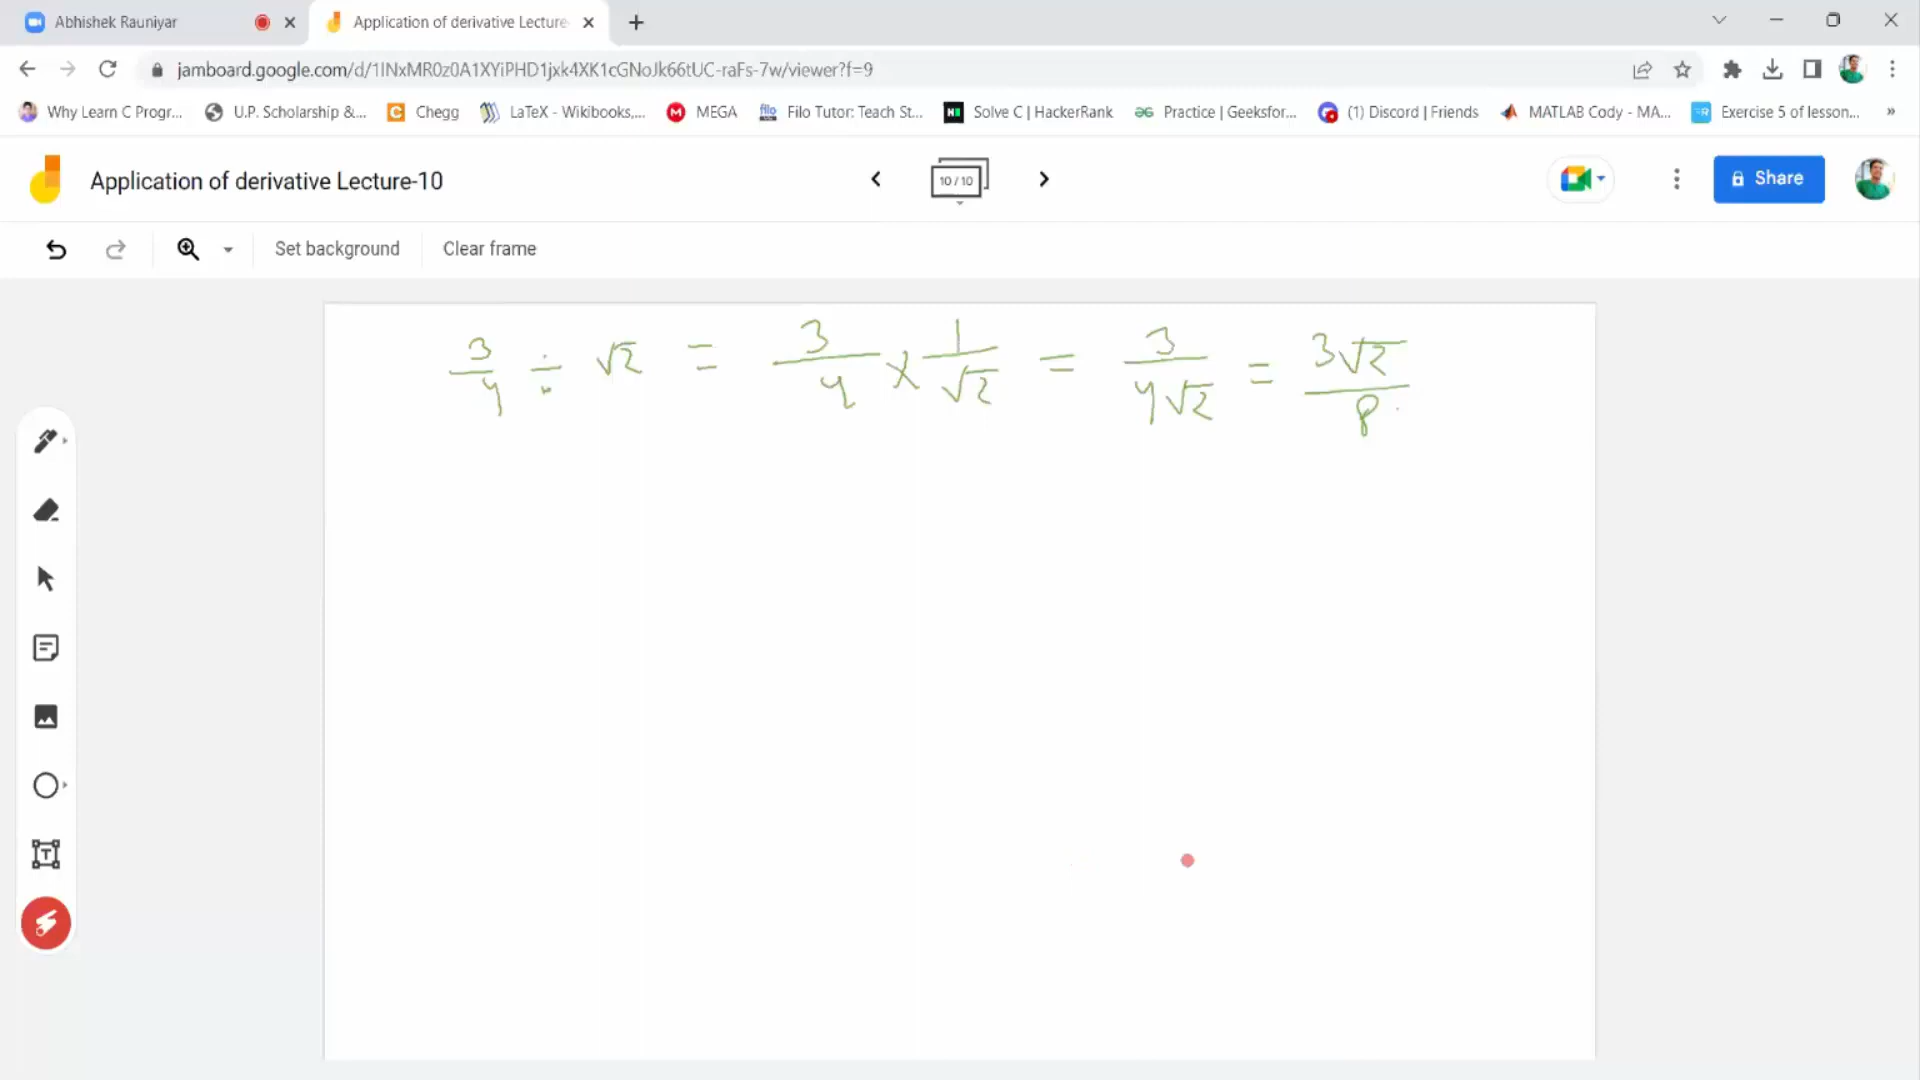 Abhishek Rauniyar
Application of derivative Lecture-
jamboard.google.com/d/1lNxMR0z0A1XYiPHD1jxk4XK1cGNoJk66tUC-raFs-7w/viewer?f=9
Why Learn C Progr... U.P. Scholarship &... Chegg LaTeX - Wikibooks,... MEGA Filo Tutor: Teach St... Solve C | HackerRank Practice | Geeksfor... (1) Discord | Friends MATLAB Cody - MA... Exercise 5 of lesson... »
Application of derivative Lecture-10
10 / 10
Share
Set background Clear frame
3/4 ÷ √2 = 3/4 × 1/√2 = 3/4√2 = 3√2/8